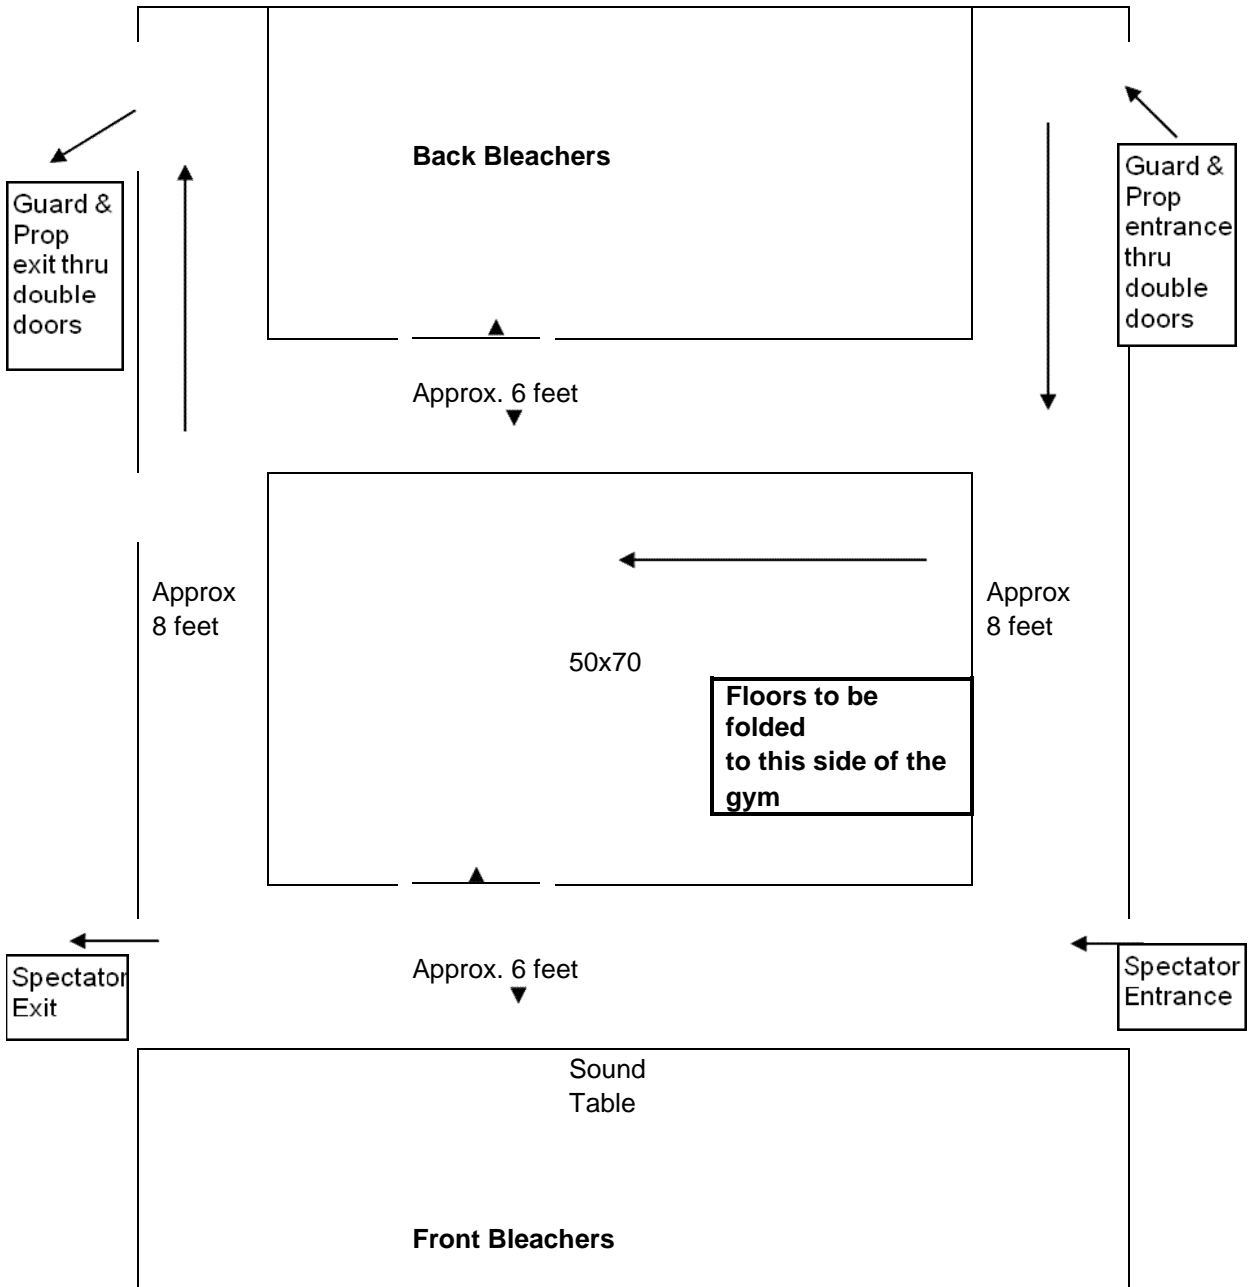 Back Bleachers
Guard &
Prop
exit thru
double
doors
Guard &
Prop
entrance
thru
double
doors
Approx. 6 feet
Approx
8 feet
Approx
8 feet
50x70
Floors to be
folded
to this side of the
gym
Spectator
Exit
Approx. 6 feet
Spectator
Entrance
Sound
Table
Front Bleachers